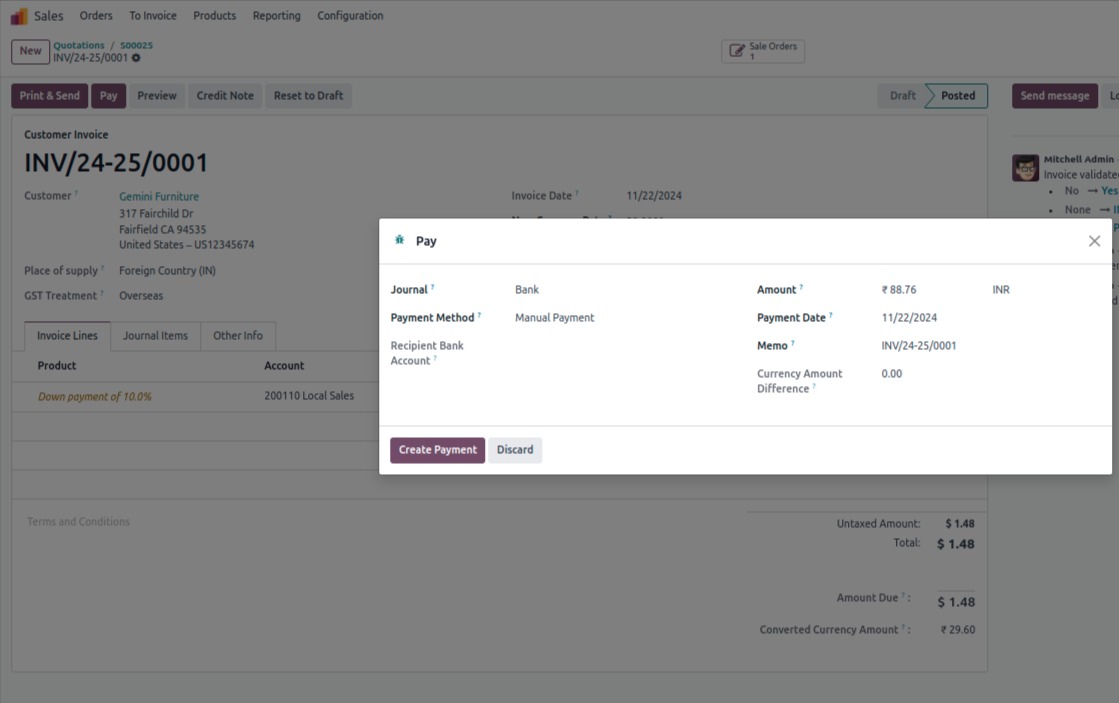 Sales Orders To Invoice Products Reporting Configuration
New Quotations / S00025
INV/24-25/0001
Sale Orders
1
Print & Send Pay Preview Credit Note Reset to Draft Draft Posted Send message
Customer Invoice
INV/24-25/0001
Customer ? Gemini Furniture
317 Fairchild Dr
Fairfield CA 94535
United States – US12345674
Invoice Date ? 11/22/2024
Place of supply ? Foreign Country (IN)
GST Treatment ? Overseas
Invoice Lines Journal Items Other Info
Product Account
Down payment of 10.0% 200110 Local Sales
Terms and Conditions
Untaxed Amount: $ 1.48
Total: $ 1.48
Amount Due ? : $ 1.48
Converted Currency Amount ? : ₹ 29.60
Pay
Journal ? Bank
Payment Method ? Manual Payment
Recipient Bank
Account ?
Amount ? ₹ 88.76 INR
Payment Date ? 11/22/2024
Memo ? INV/24-25/0001
Currency Amount
Difference ? 0.00
Create Payment Discard
Mitchell Admin
Invoice validated
No → Yes
None →